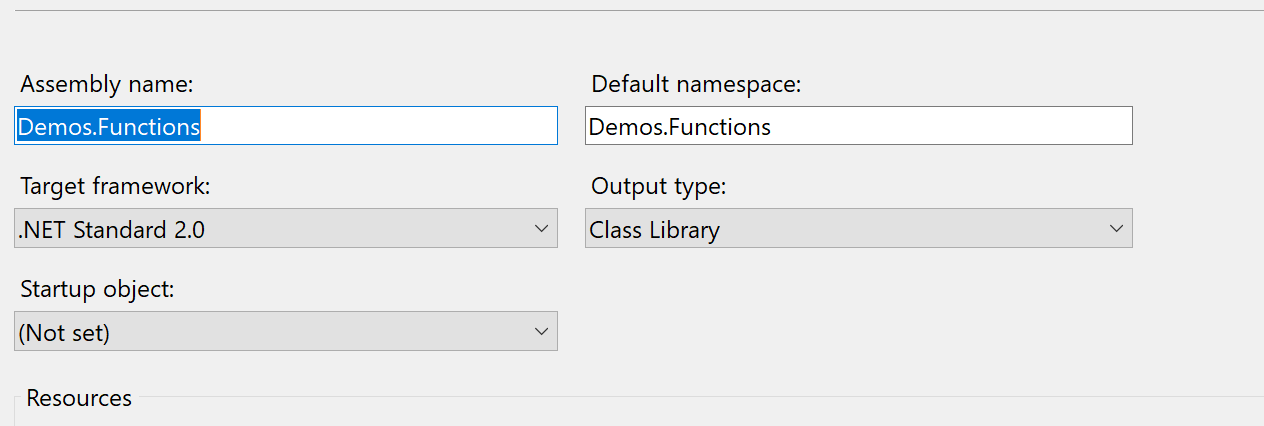 Assembly name:
Default namespace:
Demos.Functions
Demos.Functions
Target framework:
Output type:
.NET Standard 2.0
Class Library
Startup object:
(Not set)
Resources